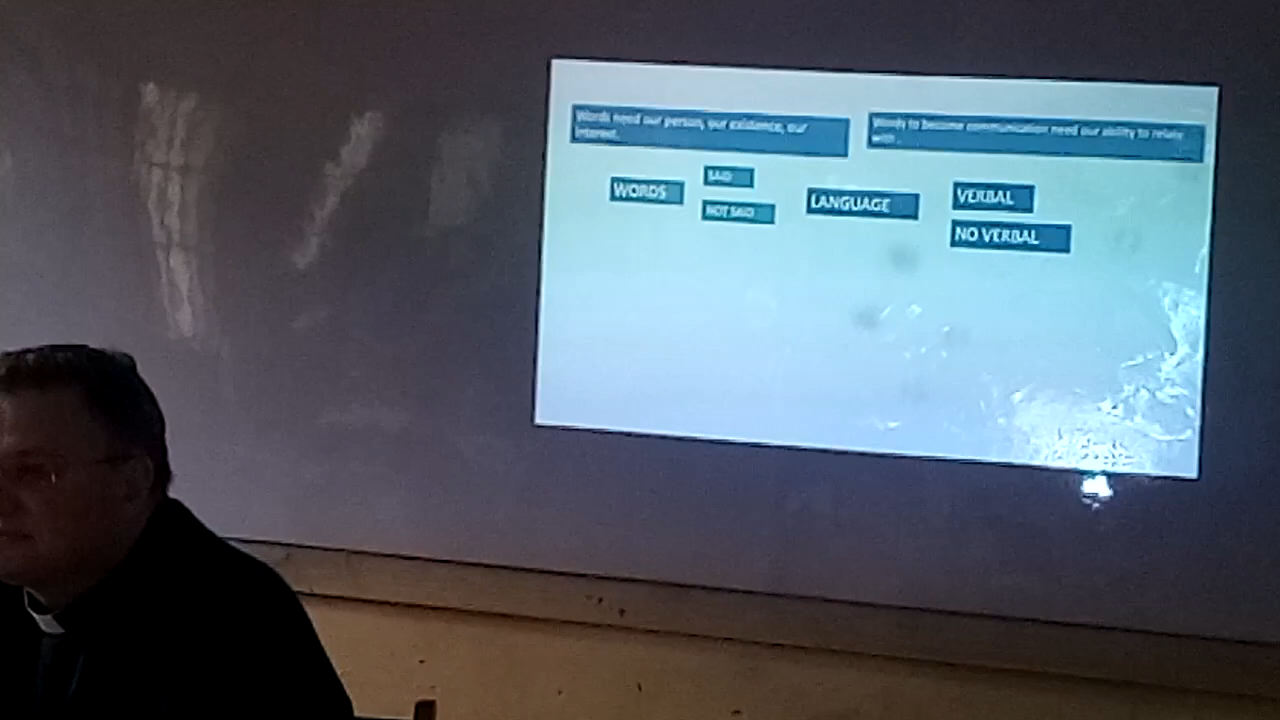 Words need our person, our existence, our
interest.
Words to become communication need our ability to relate
with .
WORDS
SAID
NOT SAID
LANGUAGE
VERBAL
NO VERBAL